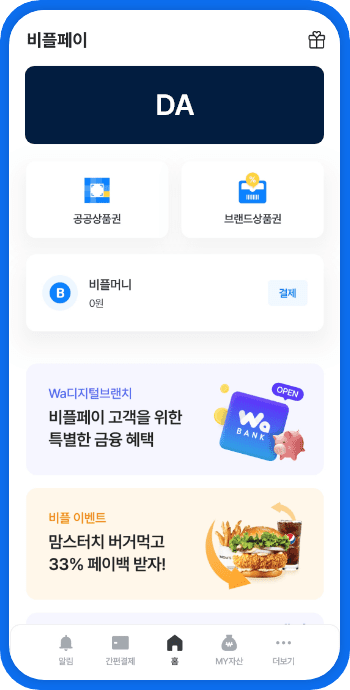 비플페이
DA
공공상품권
브랜드상품권
B
비플머니
0원
결제
Wa디지털브랜치
비플페이 고객을 위한
특별한 금융 혜택
OPEN
Wa
BANK
비플 이벤트
맘스터치 버거먹고
33% 페이백 받자!
알림
간편결제
홈
MY자산
더보기